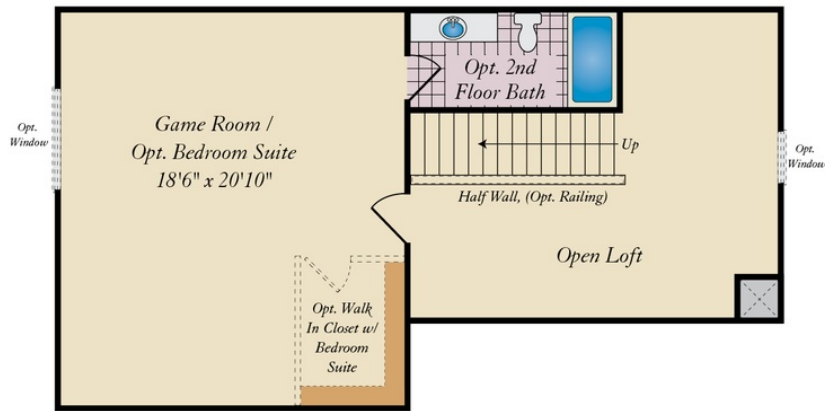 Opt. 2nd
Floor Bath
Opt.
Window
Game Room /
Opt. Bedroom Suite
18'6" x 20'10"
Up
Opt.
Window
Half Wall, (Opt. Railing)
Open Loft
Opt. Walk
In Closet w/
Bedroom
Suite